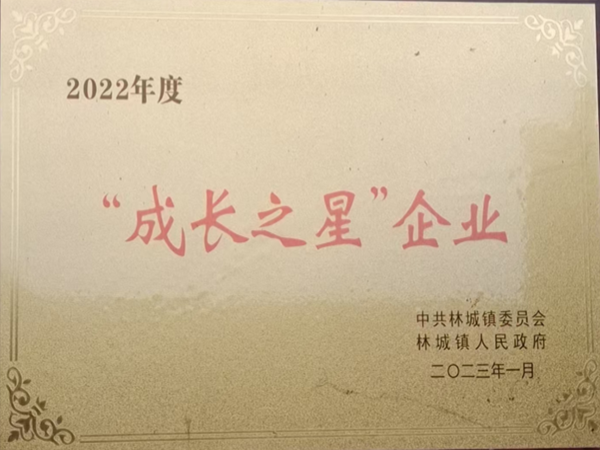 2022年度
“成长之星”企业
中共林城镇委员会
林城镇人民政府
二〇二三年一月